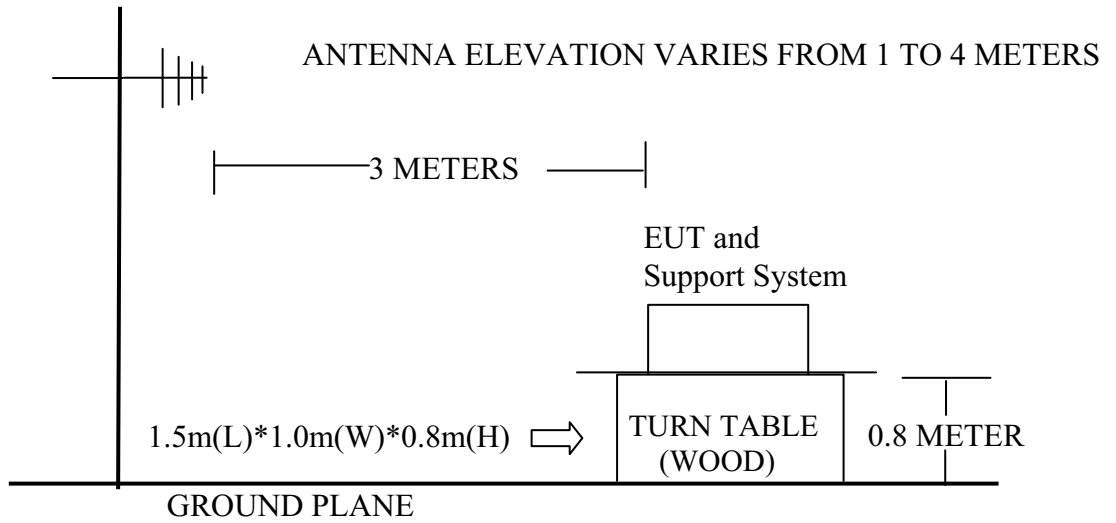 ANTENNA ELEVATION VARIES FROM 1 TO 4 METERS
3 METERS
EUT and
Support System
1.5m(L)*1.0m(W)*0.8m(H)
TURN TABLE
(WOOD)
0.8 METER
GROUND PLANE